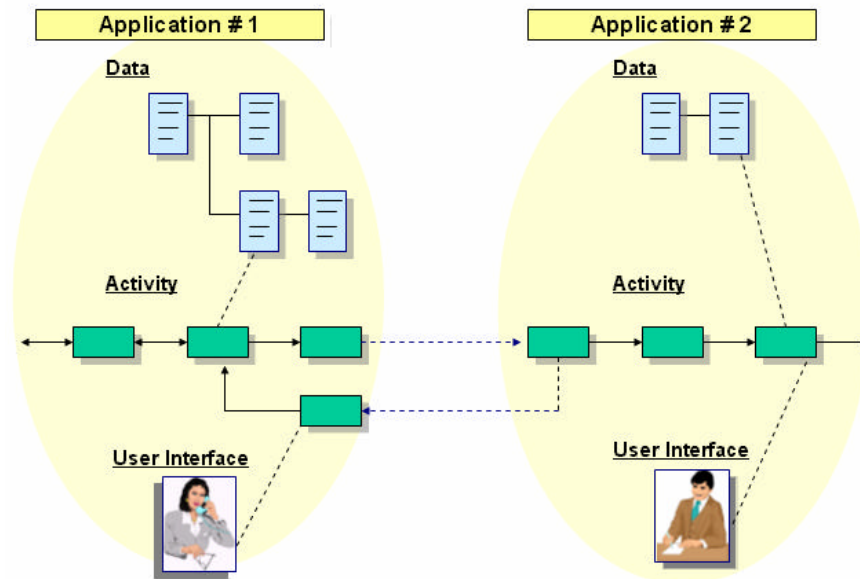 Application # 1
Application # 2
Data
Data
Activity
Activity
User Interface
User Interface